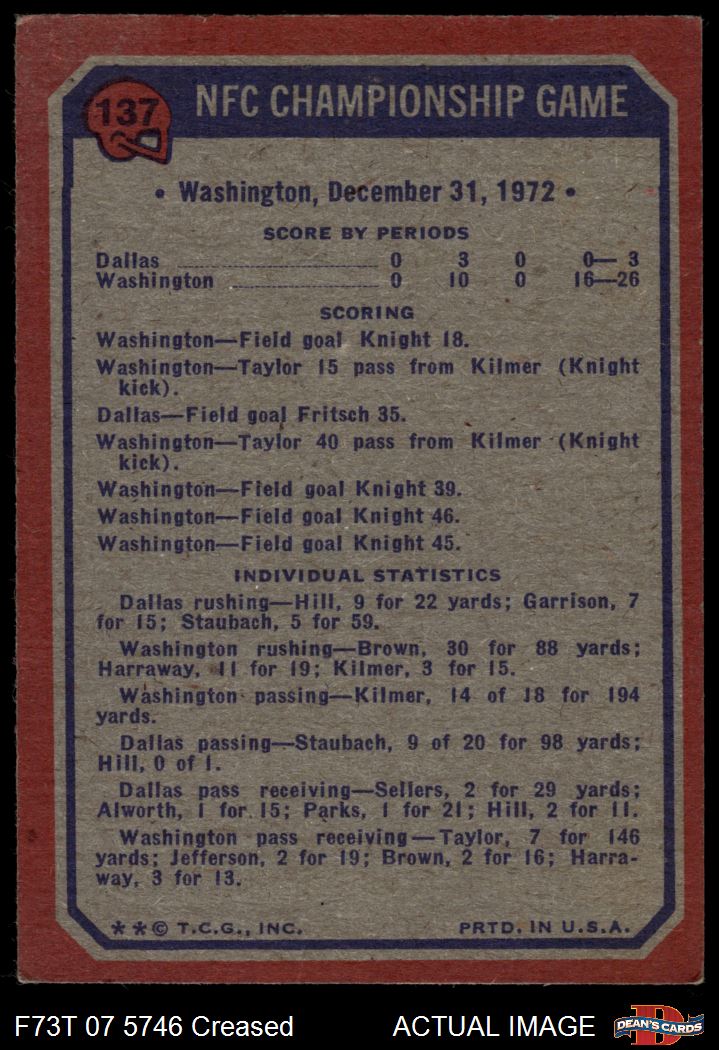 137 NFC CHAMPIONSHIP GAME
• Washington, December 31, 1972 •
SCORE BY PERIODS
Dallas 0 3 0 0— 3
Washington 0 10 0 16—26
SCORING
Washington—Field goal Knight 18.
Washington—Taylor 15 pass from Kilmer (Knight
kick).
Dallas—Field goal Fritsch 35.
Washington—Taylor 40 pass from Kilmer (Knight
kick).
Washington—Field goal Knight 39.
Washington—Field goal Knight 46.
Washington—Field goal Knight 45.
INDIVIDUAL STATISTICS
Dallas rushing—Hill, 9 for 22 yards; Garrison, 7
for 15; Staubach, 5 for 59.
Washington rushing—Brown, 30 for 88 yards;
Harraway, 11 for 19; Kilmer, 3 for 15.
Washington passing—Kilmer, 14 of 18 for 194
yards.
Dallas passing—Staubach, 9 of 20 for 98 yards;
Hill, 0 of 1.
Dallas pass receiving—Sellers, 2 for 29 yards;
Alworth, 1 for 15; Parks, 1 for 21; Hill, 2 for 11.
Washington pass receiving—Taylor, 7 for 146
yards; Jefferson, 2 for 19; Brown, 2 for 16; Harra-
way, 3 for 13.
**© T.C.G., INC. PRTD. IN U.S.A.
F73T 07 5746 Creased ACTUAL IMAGE DEAN'S CARDS